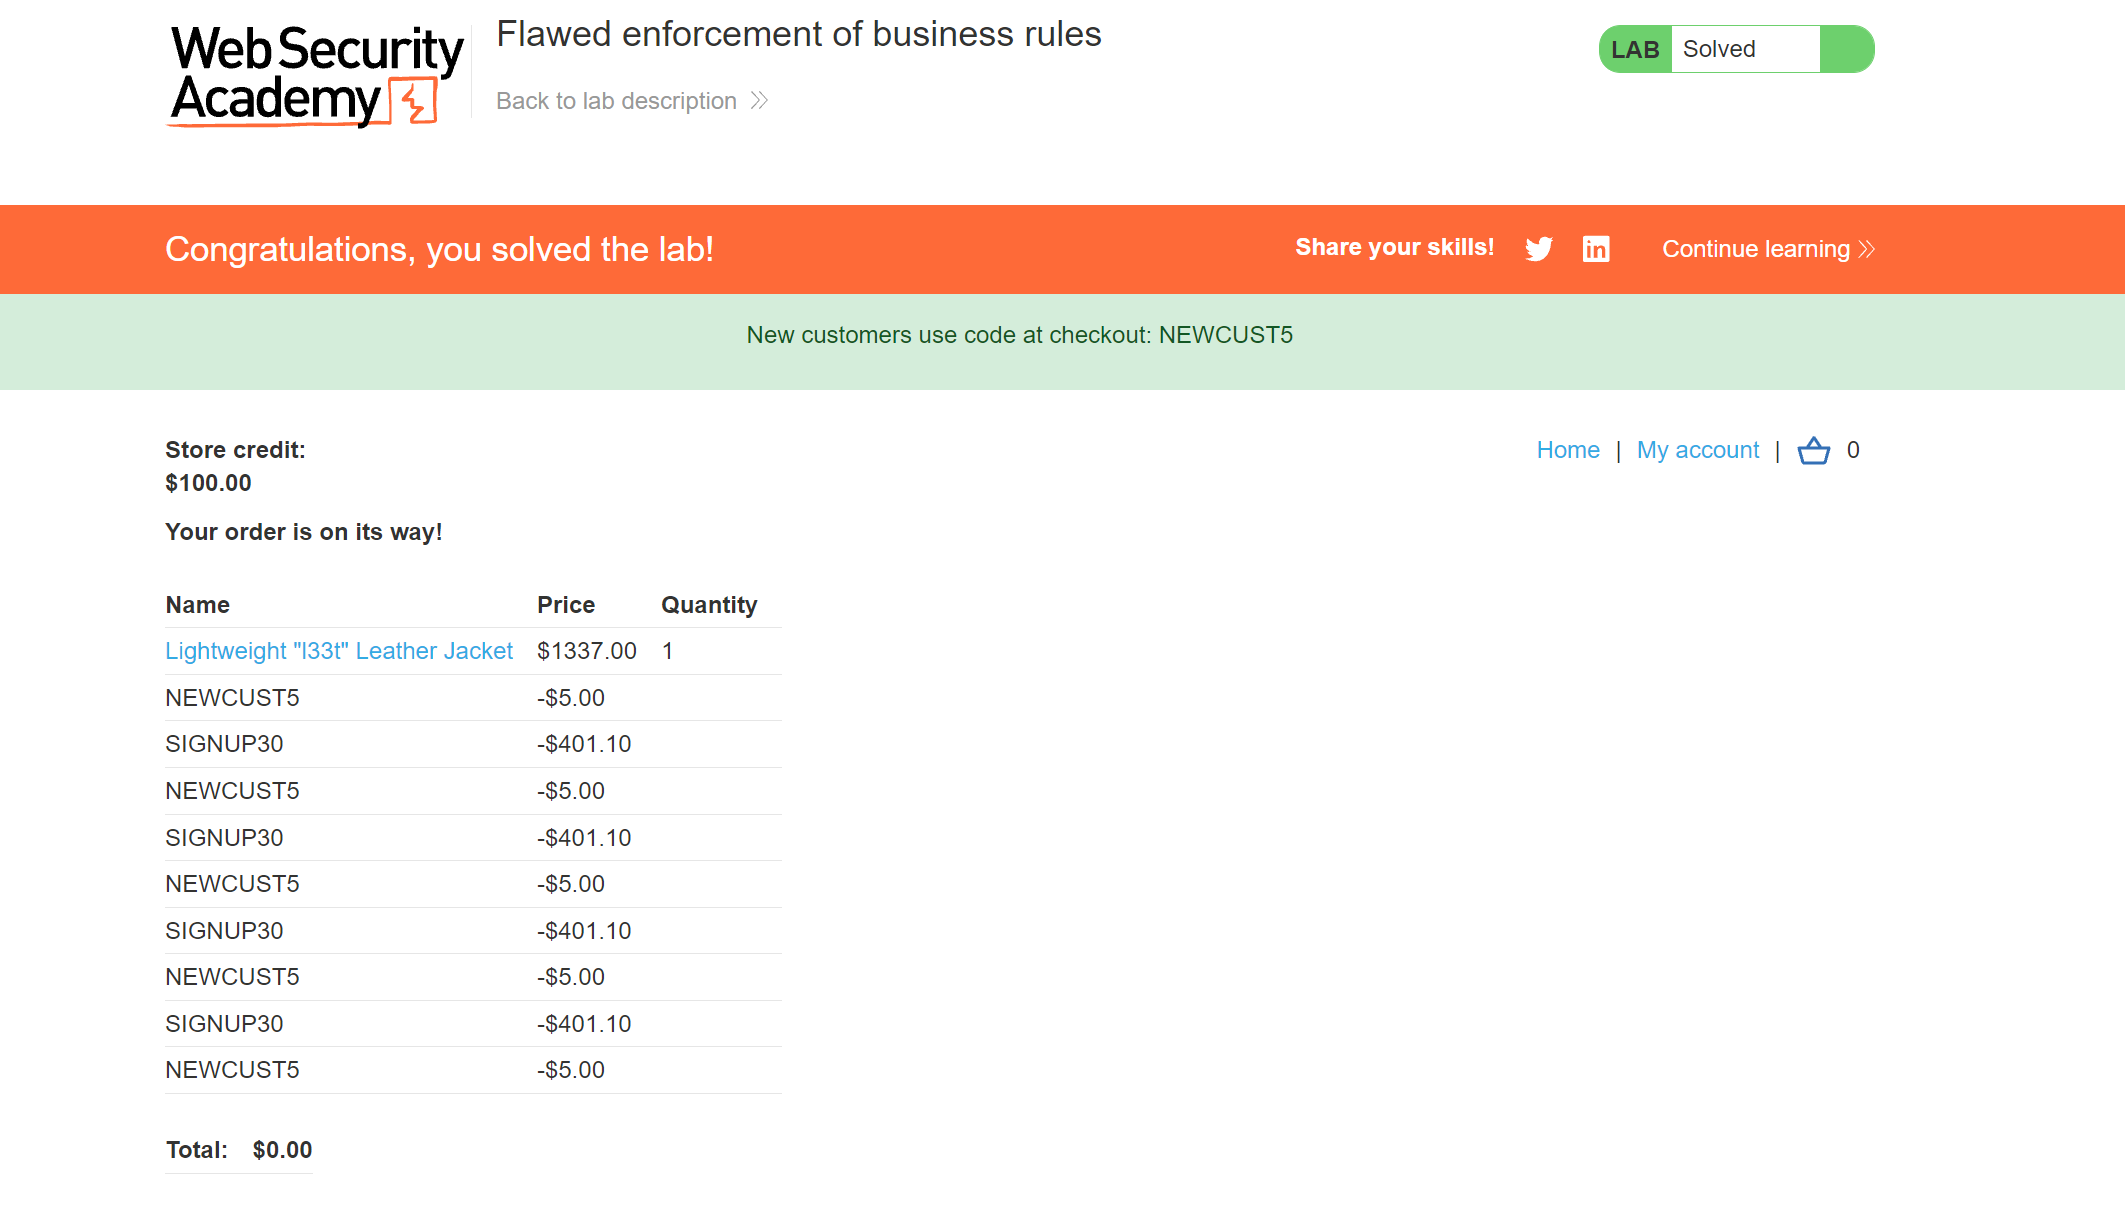 Web Security
Academy
Flawed enforcement of business rules
Back to lab description
LAB Solved
Congratulations, you solved the lab!
Share your skills!
Continue learning
New customers use code at checkout: NEWCUST5
Store credit:
$100.00
Home | My account | 0
Your order is on its way!
Name Price Quantity
Lightweight "l33t" Leather Jacket $1337.00 1
NEWCUST5 -$5.00
SIGNUP30 -$401.10
NEWCUST5 -$5.00
SIGNUP30 -$401.10
NEWCUST5 -$5.00
SIGNUP30 -$401.10
NEWCUST5 -$5.00
SIGNUP30 -$401.10
NEWCUST5 -$5.00
Total: $0.00